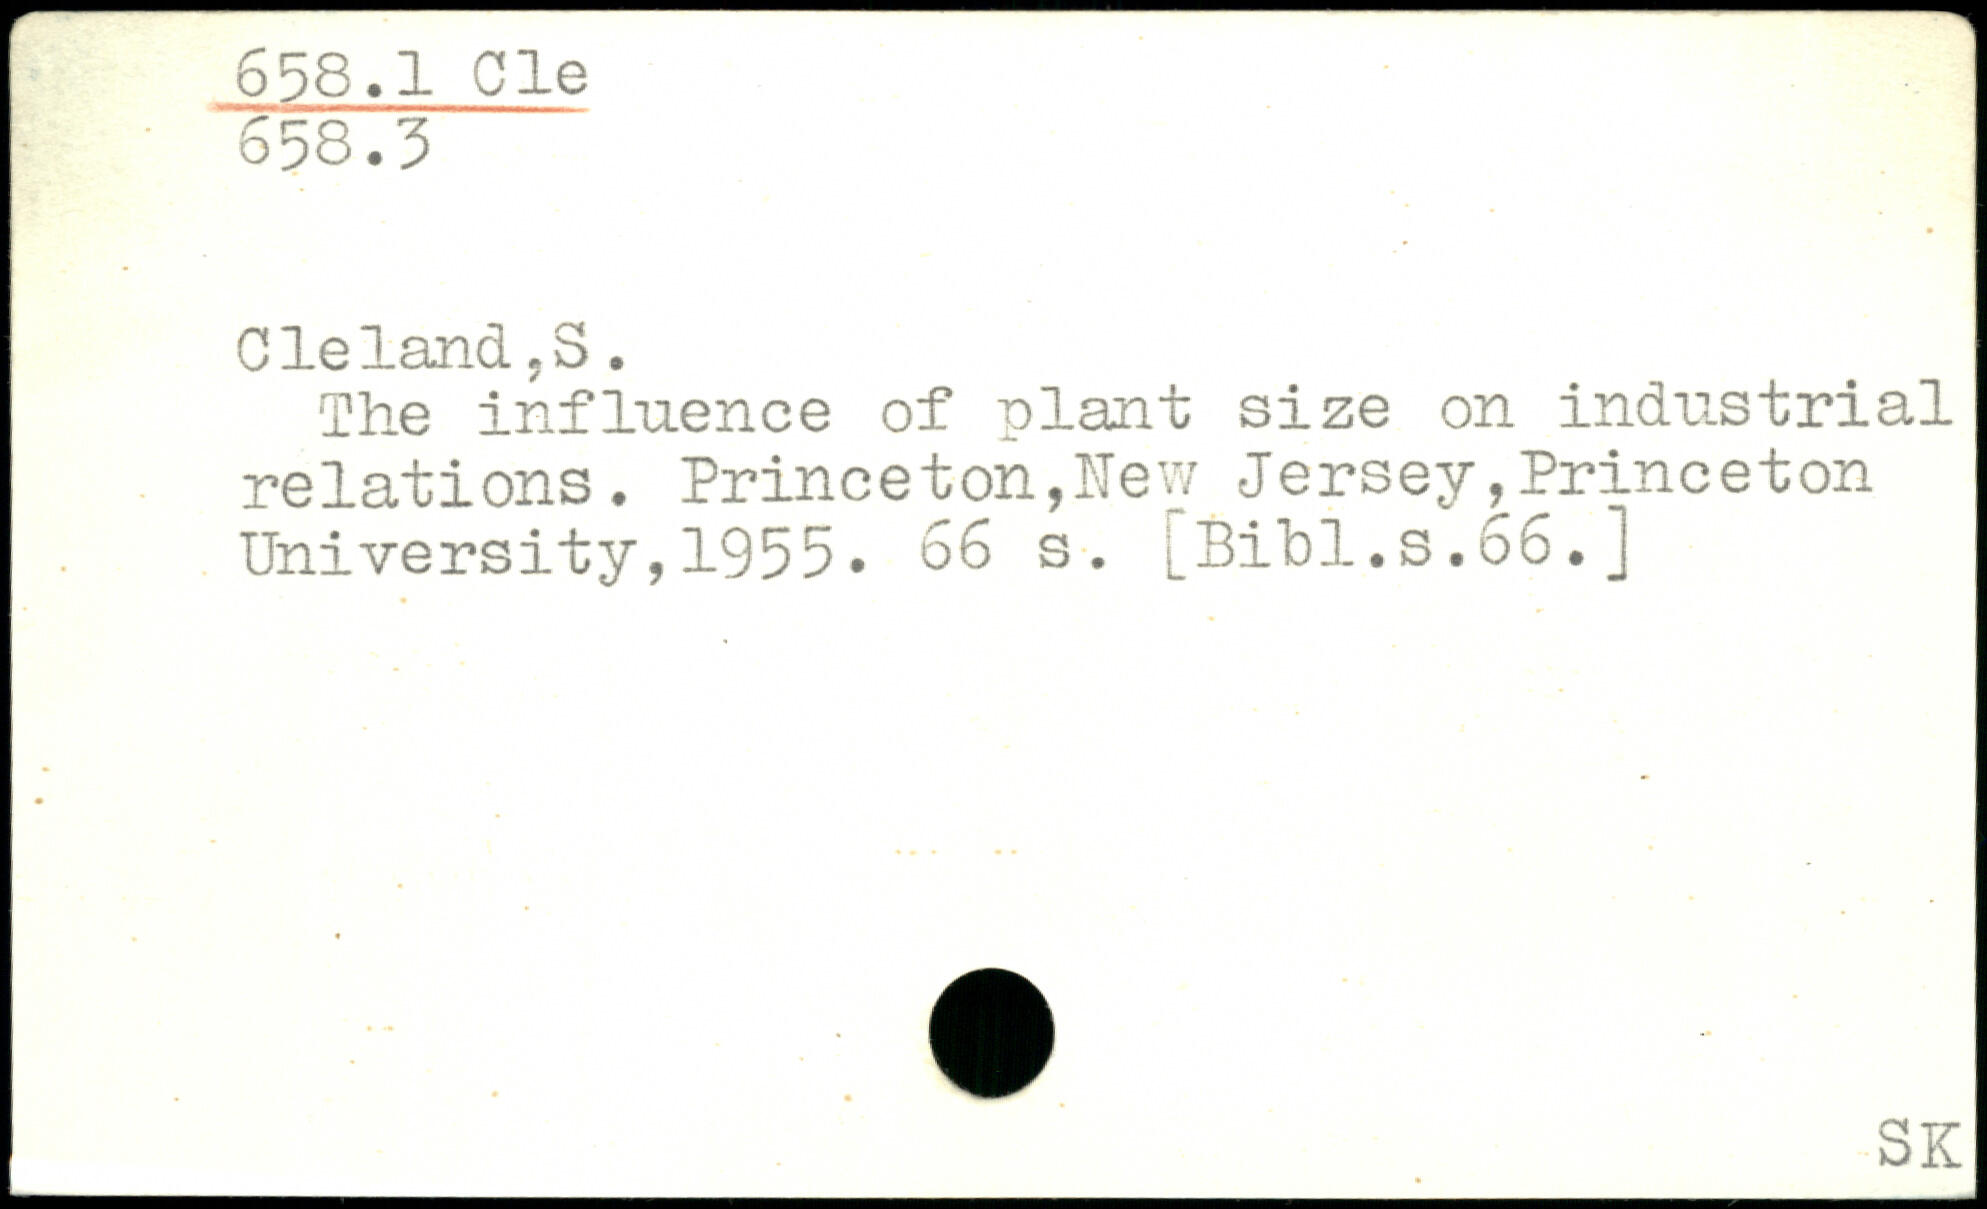 658.1 Cle
658.3
Cleland,S.
The influence of plant size on industrial
relations. Princeton,New Jersey,Princeton
University,1955. 66 s. [Bibl.s.66.]
SK